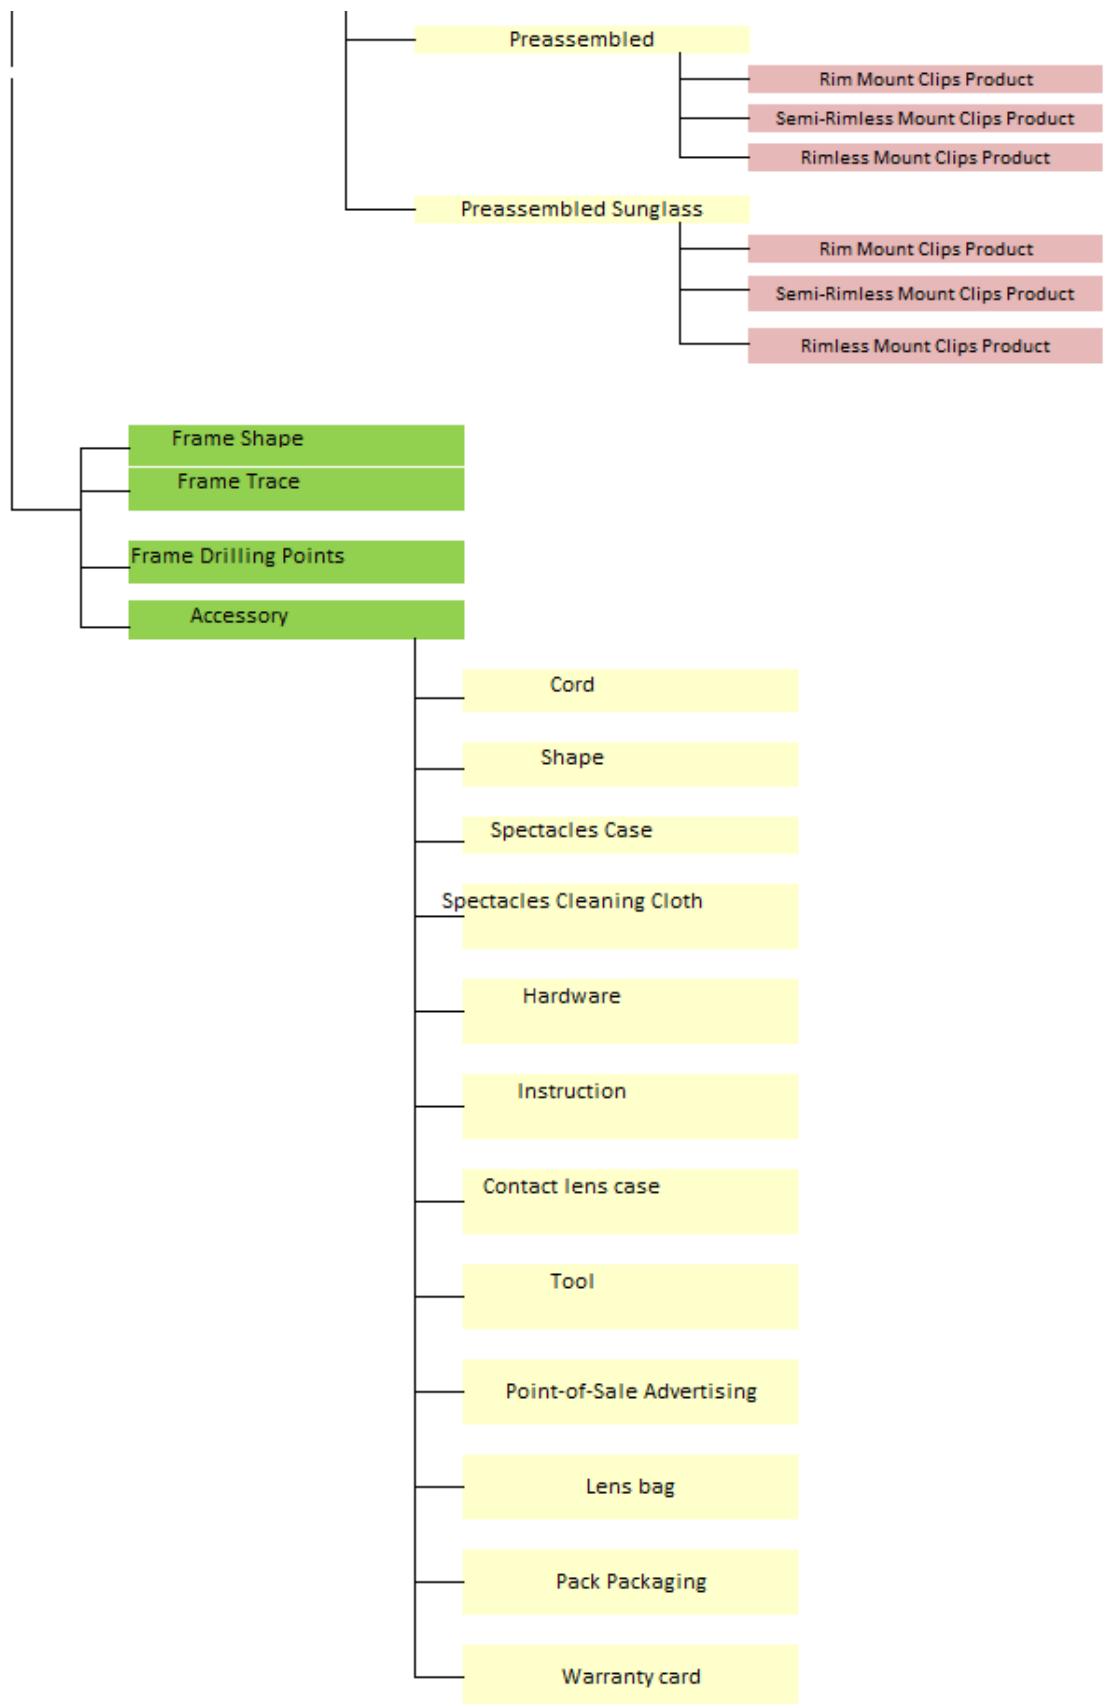 Preassembled
Rim Mount Clips Product
Semi-Rimless Mount Clips Product
Rimless Mount Clips Product
Preassembled Sunglass
Rim Mount Clips Product
Semi-Rimless Mount Clips Product
Rimless Mount Clips Product
Frame Shape
Frame Trace
Frame Drilling Points
Accessory
Cord
Shape
Spectacles Case
Spectacles Cleaning Cloth
Hardware
Instruction
Contact lens case
Tool
Point-of-Sale Advertising
Lens bag
Pack Packaging
Warranty card